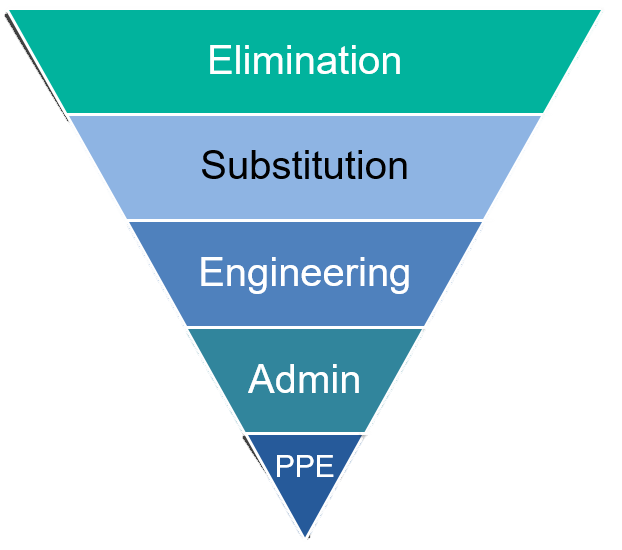 Elimination
Substitution
Engineering
Admin
PPE